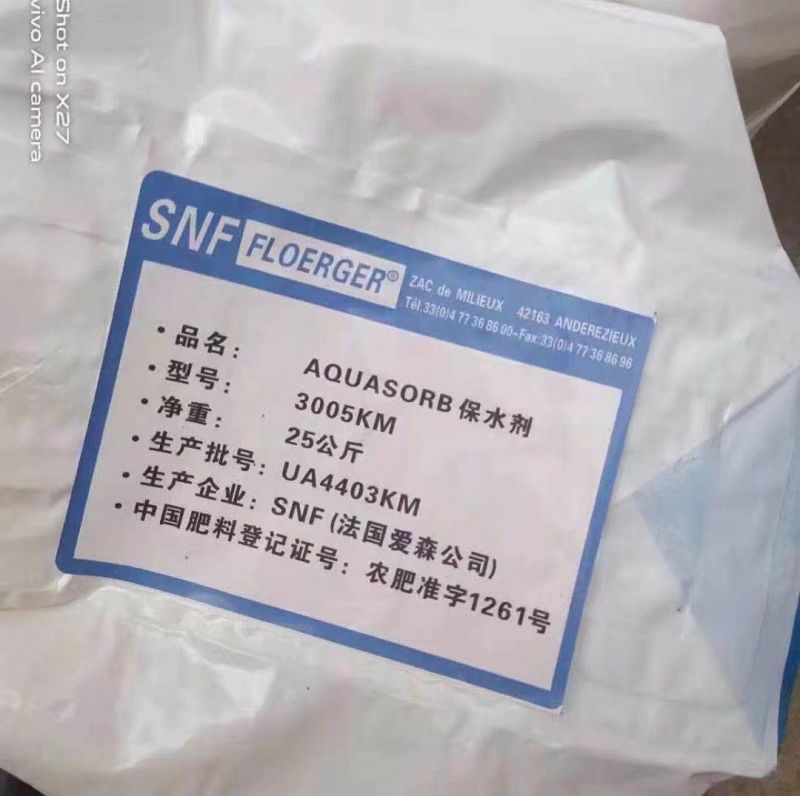 Shot on X27
vivo AI camera
SNF FLOERGER®
ZAC de MILIEUX 42163 ANDEREZIEUX
Tél.33(0)4 77 36 86 00-Fax:33(0)4 77 36 86 96
• 品名： AQUASORB 保水剂
• 型号： 3005KM
• 净重： 25公斤
• 生产批号：UA4403KM
• 生产企业：SNF (法国爱森公司)
• 中国肥料登记证号：农肥准字1261号